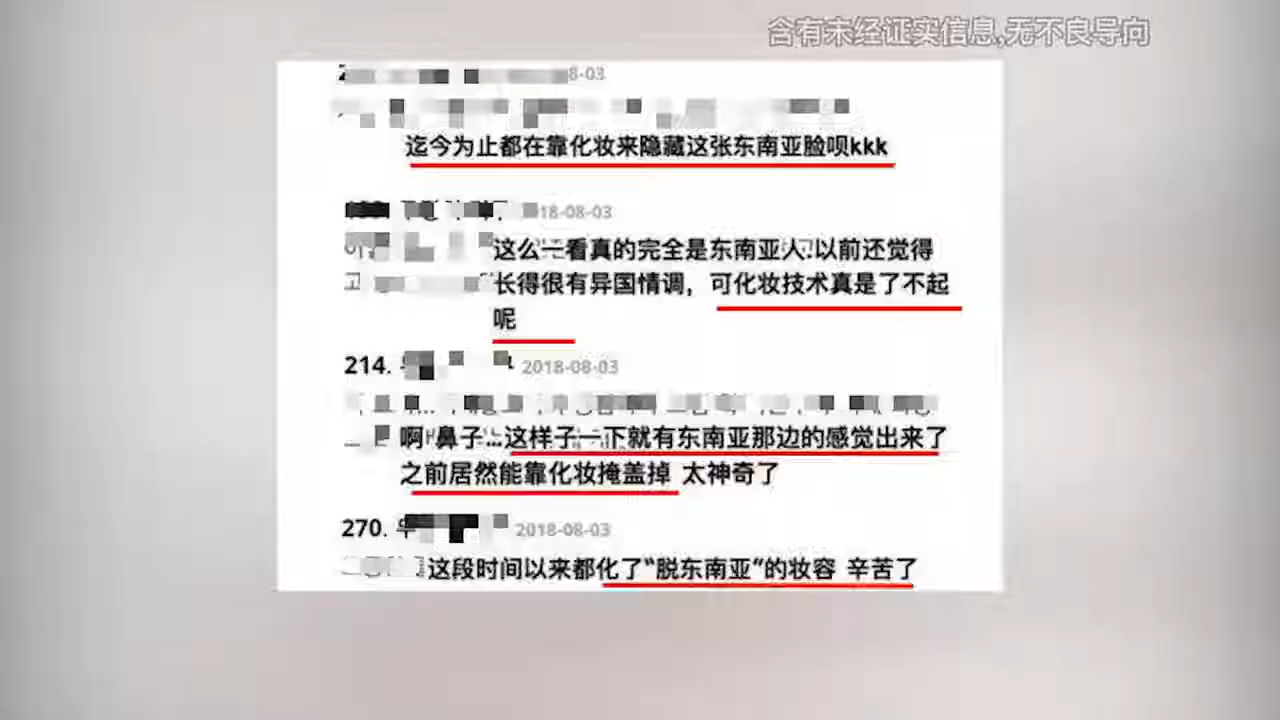 含有未经证实信息,无不良导向
8-03
迄今为止都在靠化妆来隐藏这张东南亚脸呗kkk
18-08-03
这么一看真的完全是东南亚人.以前还觉得
长得很有异国情调，可化妆技术真是了不起
呢
214.
2018-08-03
啊 鼻子...这样子一下就有东南亚那边的感觉出来了
之前居然能靠化妆掩盖掉 太神奇了
270.
2018-08-03
这段时间以来都化了“脱东南亚”的妆容 辛苦了